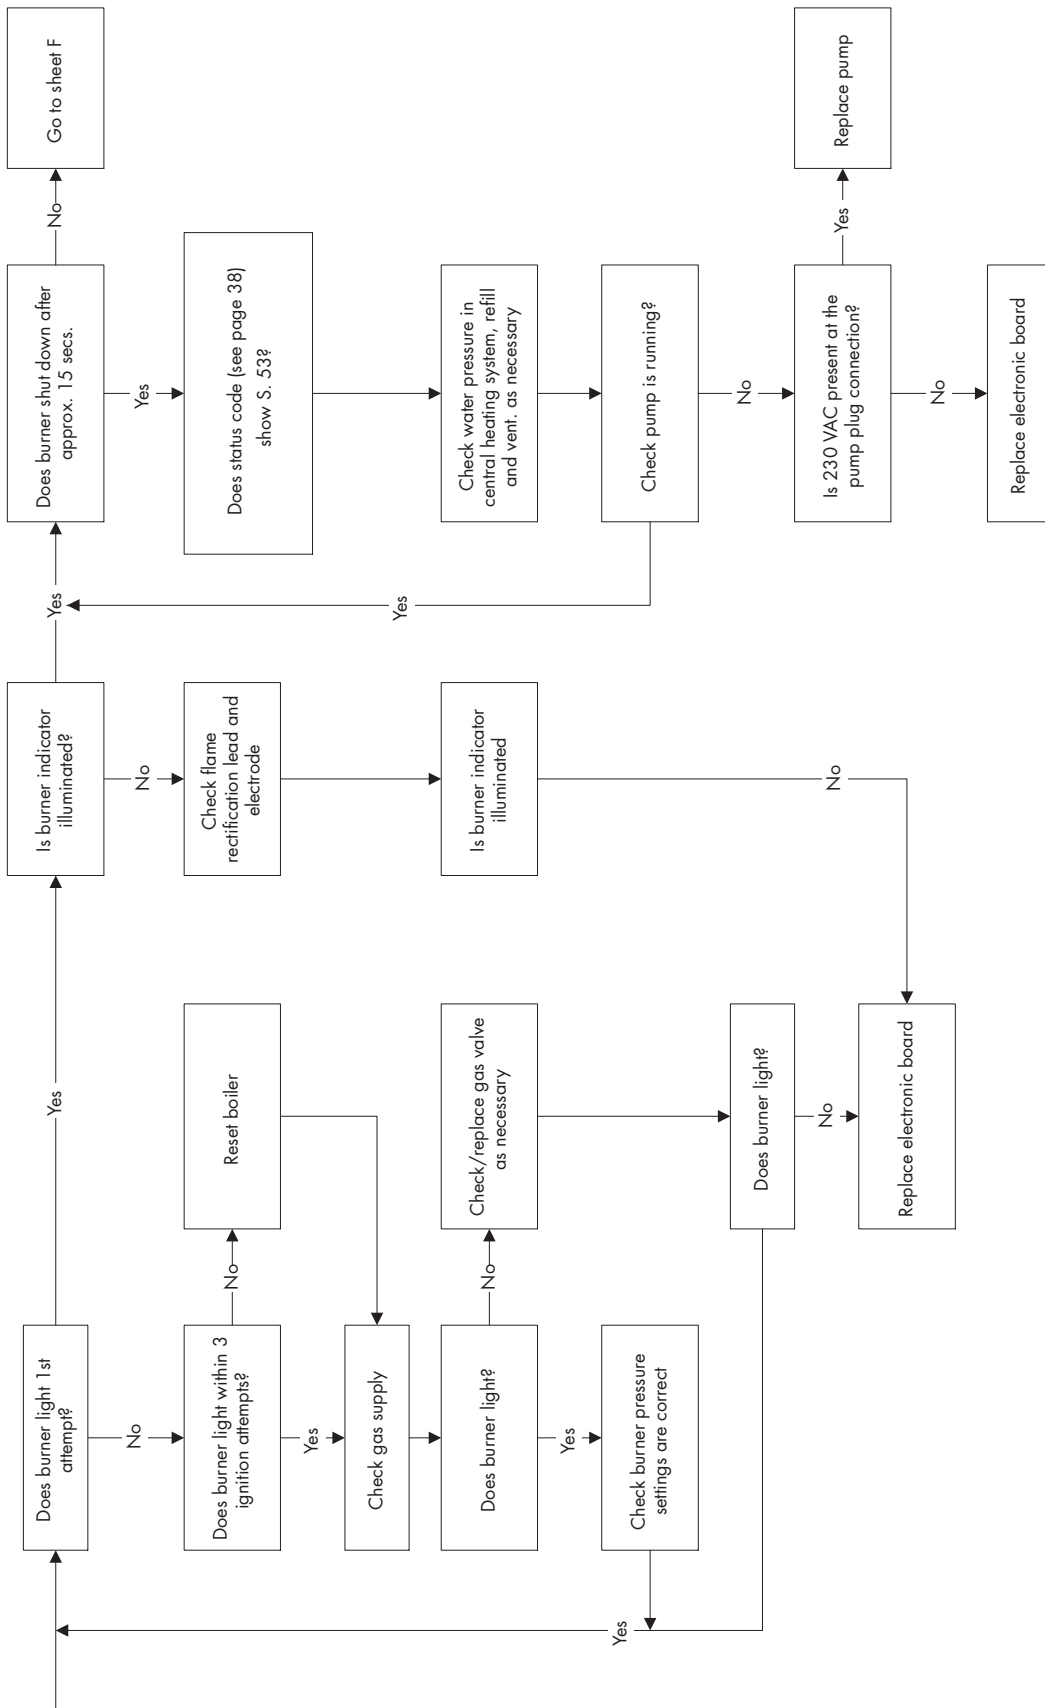 Does burner light 1st
attempt?
Yes
No
Does burner light within 3
ignition attempts?
No
Reset boiler
Yes
Check gas supply
Does burner light?
No
Check/replace gas valve
as necessary
Yes
Check burner pressure
settings are correct
Does burner light?
Yes
No
Replace electronic board
Is burner indicator
illuminated?
Yes
No
Check flame
rectification lead and
electrode
Is burner indicator
illuminated
No
Does burner shut down after
approx. 15 secs.
No
Go to sheet F
Yes
Does status code (see page 38)
show S. 53?
Check water pressure in
central heating system, refill
and vent. as necessary
Check pump is running?
Yes
No
Is 230 VAC present at the
pump plug connection?
Yes
Replace pump
No
Replace electronic board